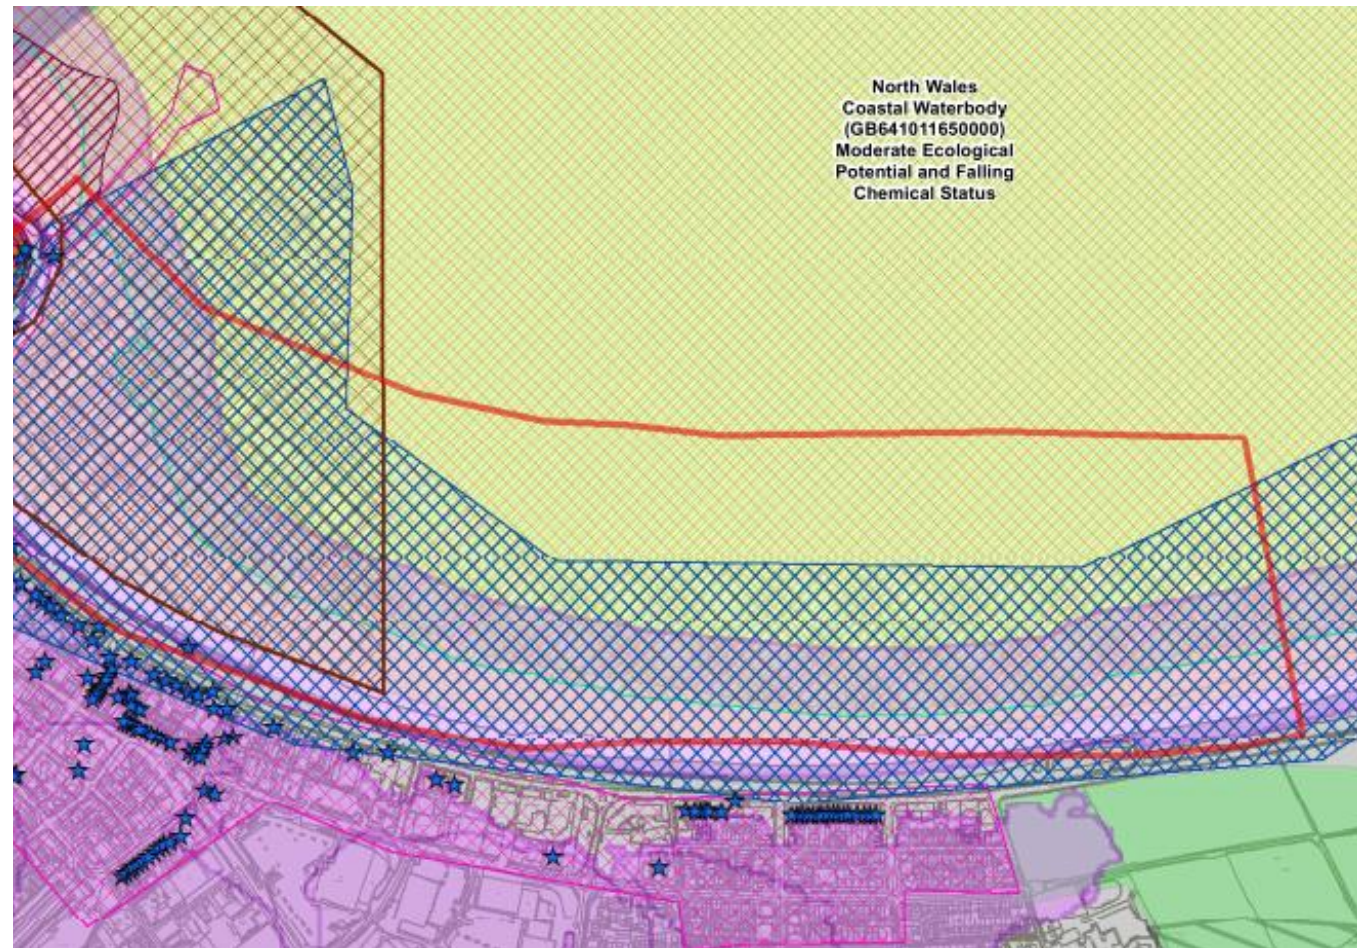 North Wales
Coastal Waterbody
(GB641011650000)
Moderate Ecological
Potential and Falling
Chemical Status